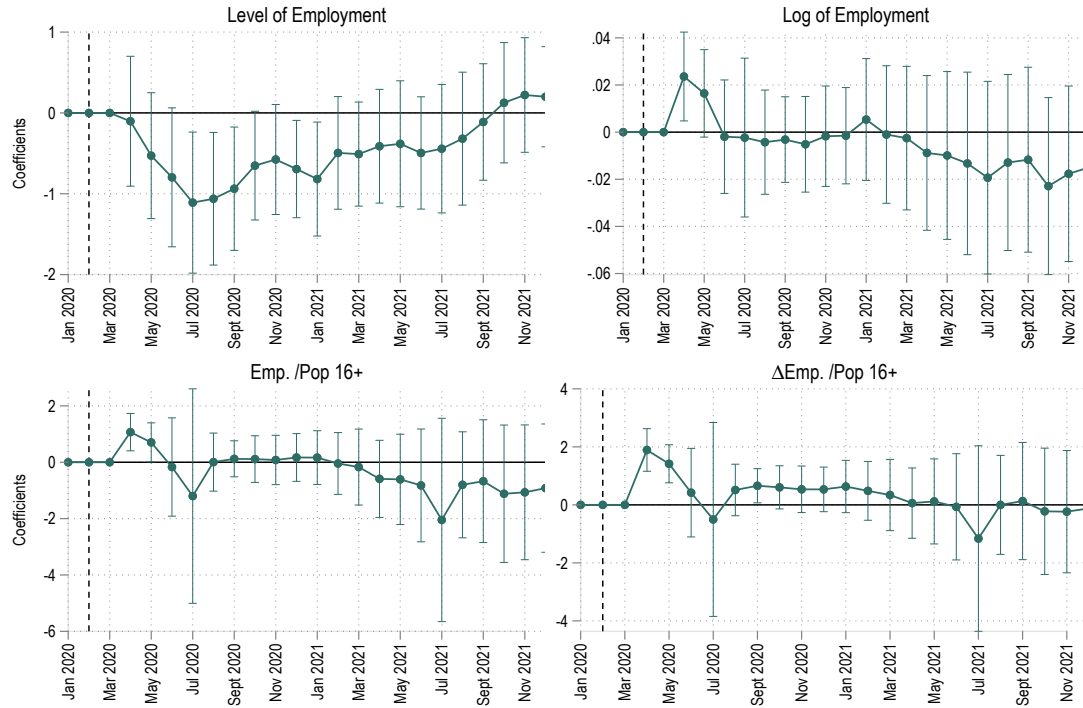 Level of Employment
Coefficients
1
0
-1
-2
Jan 2020
Mar 2020
May 2020
Jul 2020
Sept 2020
Nov 2020
Jan 2021
Mar 2021
May 2021
Jul 2021
Sept 2021
Nov 2021
Log of Employment
.04
.02
0
-.02
-.04
-.06
Jan 2020
Mar 2020
May 2020
Jul 2020
Sept 2020
Nov 2020
Jan 2021
Mar 2021
May 2021
Jul 2021
Sept 2021
Nov 2021
Emp. /Pop 16+
Coefficients
2
0
-2
-4
-6
Jan 2020
Mar 2020
May 2020
Jul 2020
Sept 2020
Nov 2020
Jan 2021
Mar 2021
May 2021
Jul 2021
Sept 2021
Nov 2021
ΔEmp. /Pop 16+
4
2
0
-2
-4
Jan 2020
Mar 2020
May 2020
Jul 2020
Sept 2020
Nov 2020
Jan 2021
Mar 2021
May 2021
Jul 2021
Sept 2021
Nov 2021